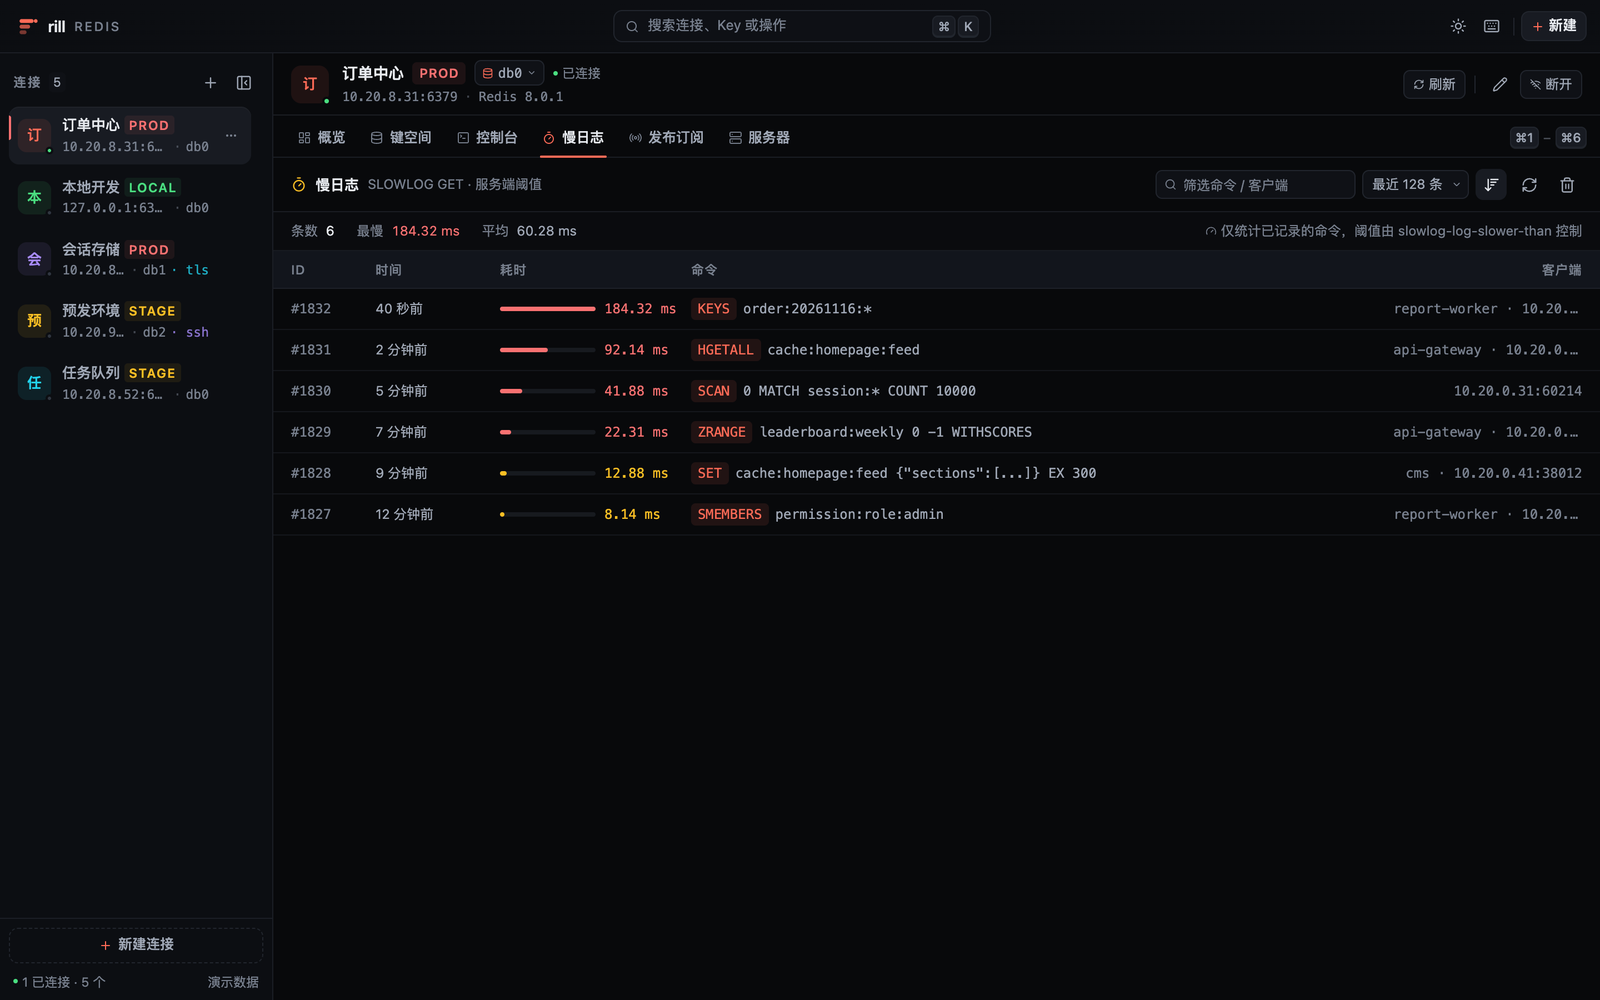 rill REDIS
搜索连接、Key 或操作 ⌘ K
+ 新建
连接 5
订单中心 PROD
10.20.8.31:6… · db0
本 本地开发 LOCAL
127.0.0.1:63… · db0
会 会话存储 PROD
10.20.8… · db1 · tls
预 预发环境 STAGE
10.20.9… · db2 · ssh
任 任务队列 STAGE
10.20.8.52:6… · db0
+ 新建连接
1 已连接 · 5 个 演示数据
订 订单中心 PROD db0 已连接
10.20.8.31:6379 · Redis 8.0.1
刷新 断开
概览 键空间 控制台 慢日志 发布订阅 服务器 ⌘1 – ⌘6
慢日志 SLOWLOG GET · 服务端阈值 筛选命令 / 客户端 最近 128 条
条数 6 最慢 184.32 ms 平均 60.28 ms 仅统计已记录的命令，阈值由 slowlog-log-slower-than 控制
ID 时间 耗时 命令 客户端
#1832 40 秒前 184.32 ms KEYS order:20261116:* report-worker · 10.20.…
#1831 2 分钟前 92.14 ms HGETALL cache:homepage:feed api-gateway · 10.20.0.…
#1830 5 分钟前 41.88 ms SCAN 0 MATCH session:* COUNT 10000 10.20.0.31:60214
#1829 7 分钟前 22.31 ms ZRANGE leaderboard:weekly 0 -1 WITHSCORES api-gateway · 10.20.0.…
#1828 9 分钟前 12.88 ms SET cache:homepage:feed {"sections":[...]} EX 300 cms · 10.20.0.41:38012
#1827 12 分钟前 8.14 ms SMEMBERS permission:role:admin report-worker · 10.20.…